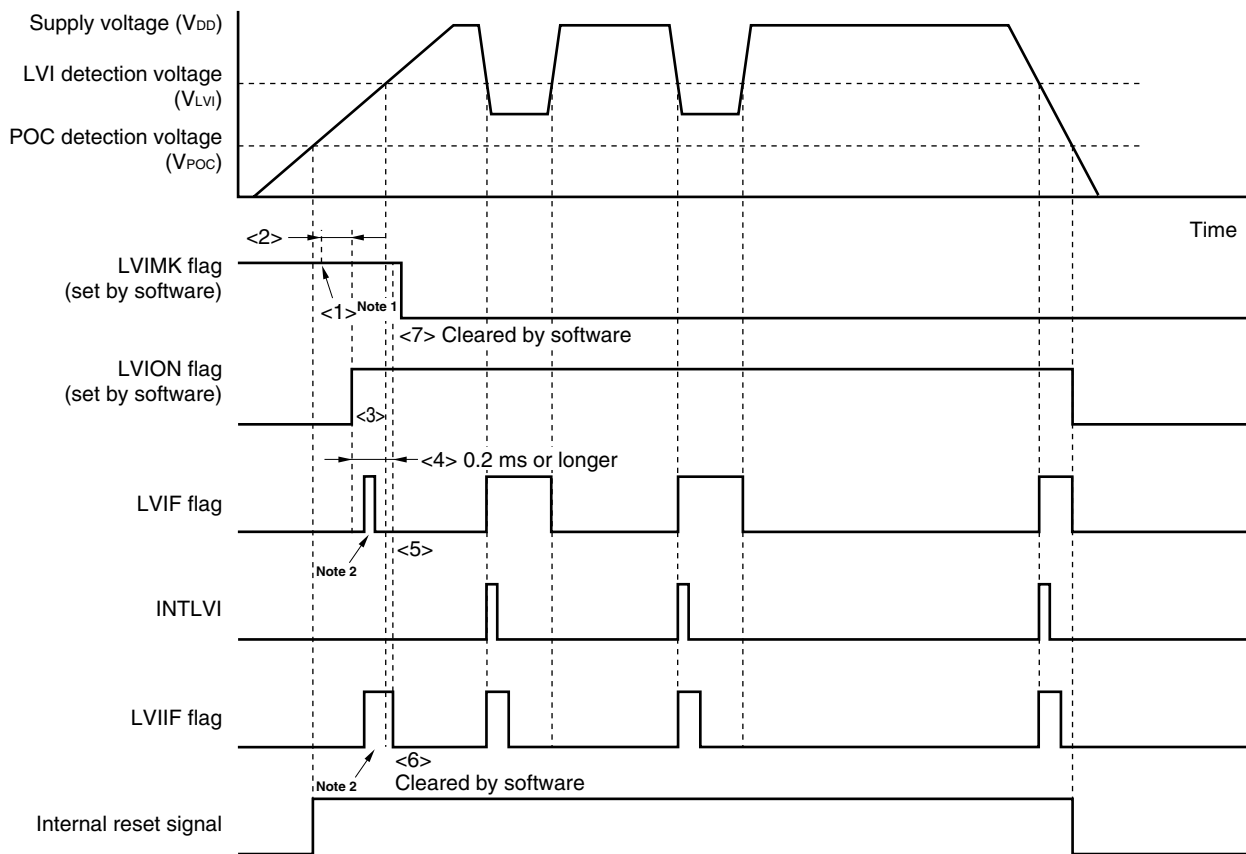 Supply voltage (VDD)
LVI detection voltage
(VLVI)
POC detection voltage
(VPOC)
Time
<2>
LVIMK flag
(set by software)
<1> Note 1
<7> Cleared by software
LVION flag
(set by software)
<3>
<4> 0.2 ms or longer
LVIF flag
<5>
Note 2
INTLVI
LVIIF flag
<6>
Cleared by software
Note 2
Internal reset signal